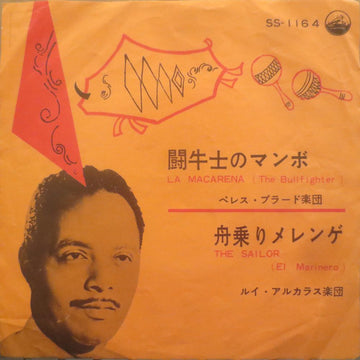 SS-1164
闘牛士のマンボ
LA MACARENA (The Bullfighter)
ペレス・プラード楽団
舟乗りメレンゲ
THE SAILOR
(El Marinero)
ルイ・アルカラス楽団